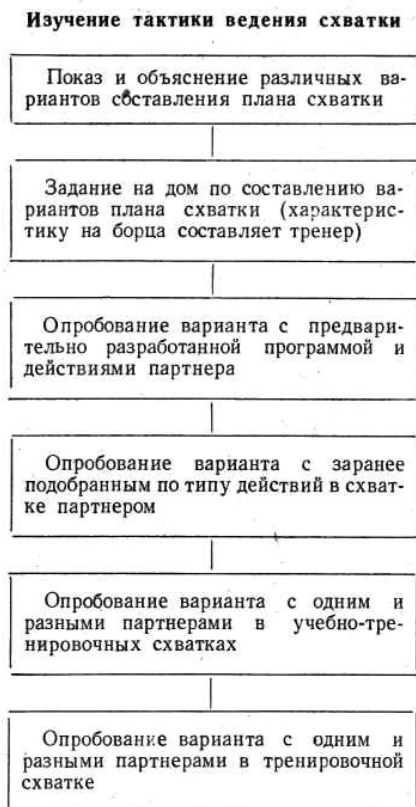 Изучение тактики ведения схватки
Показ и объяснение различных ва-
риантов составления плана схватки
Задание на дом по составлению ва-
риантов плана схватки (характерис-
тику на борца составляет тренер)
Опробование варианта с предвари-
тельно разработанной программой и
действиями партнера
Опробование варианта с заранее
подобранным по типу действий в схват-
ке партнером
Опробование варианта с одним и
разными партнерами в учебно-тре-
нировочных схватках
Опробование варианта с одним и
разными партнерами в тренировочной
схватке